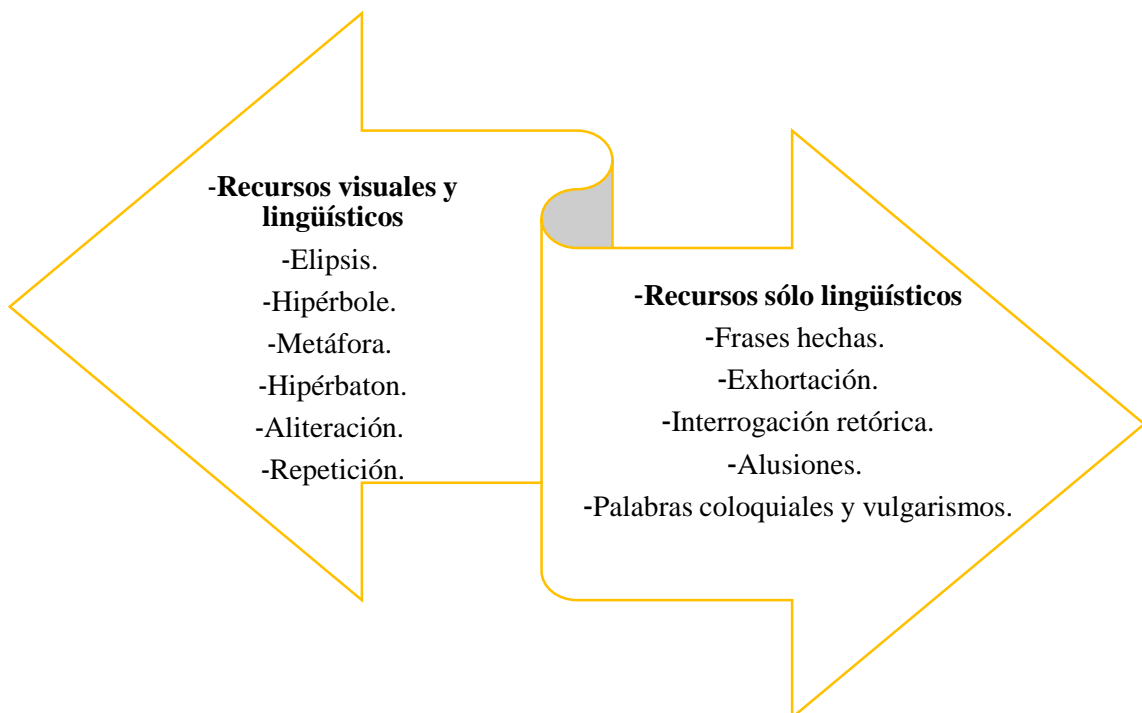 -Recursos visuales y
lingüísticos
-Elipsis.
-Hipérbole.
-Metáfora.
-Hipérbaton.
-Aliteración.
-Repetición.
-Recursos sólo lingüísticos
-Frases hechas.
-Exhortación.
-Interrogación retórica.
-Alusiones.
-Palabras coloquiales y vulgarismos.